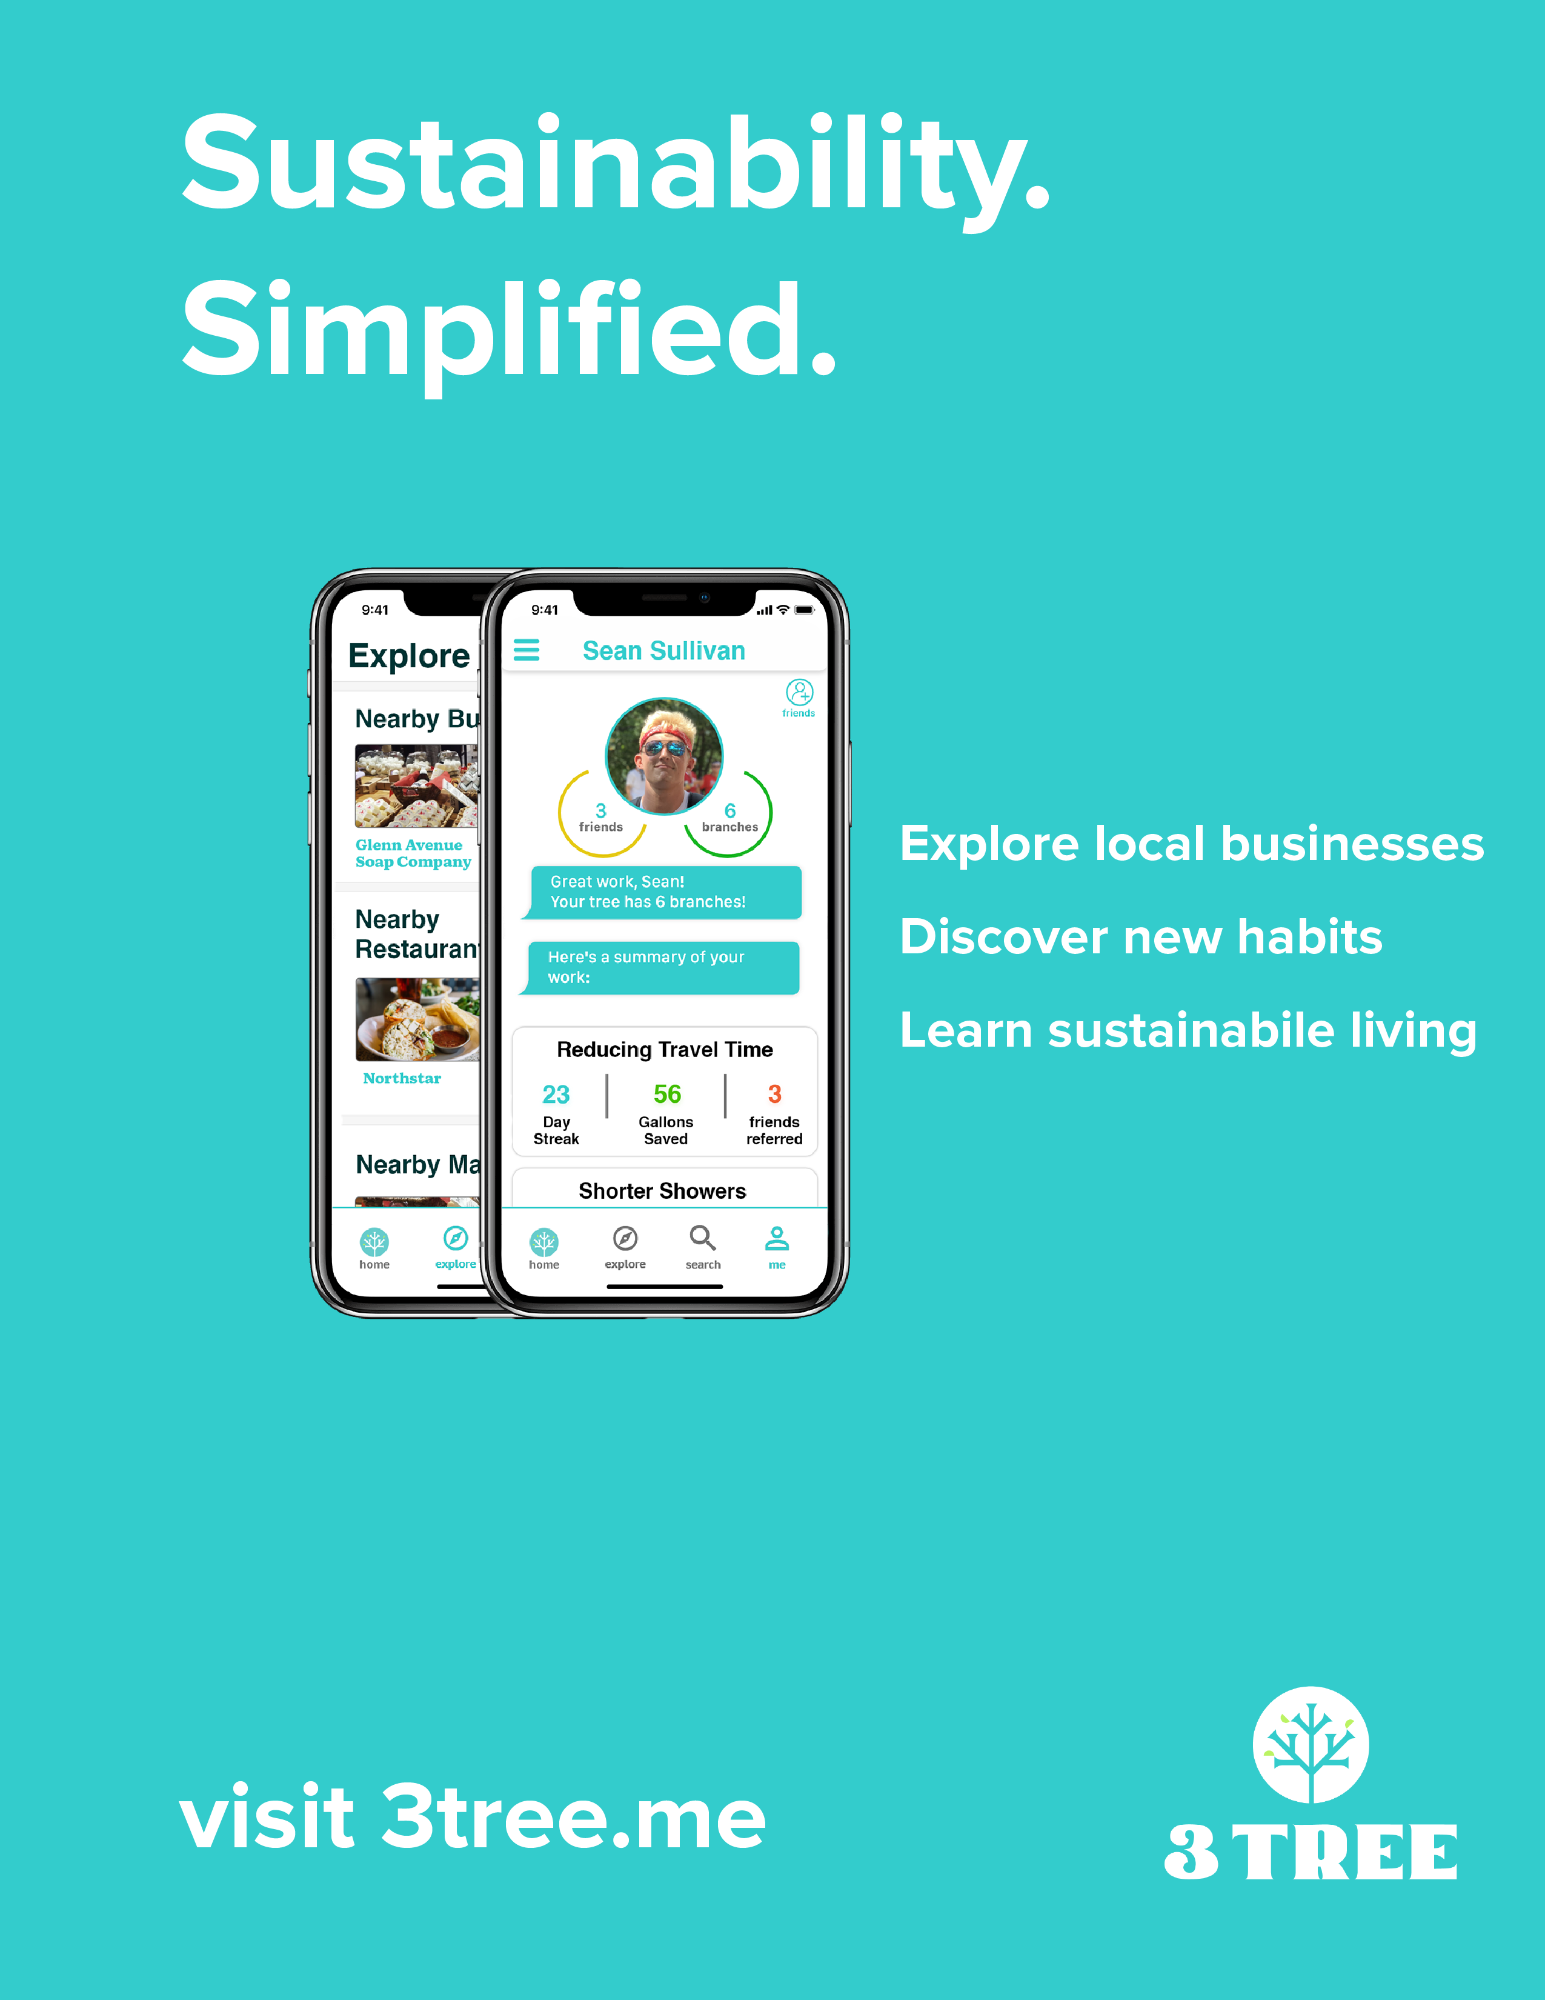 Sustainability.
Simplified.
9:41
Explore
Nearby Bu
Glenn Avenue
Soap Company
Nearby
Restauran
Northstar
Nearby Ma
home
explore
9:41
Sean Sullivan
friends
3
friends
6
branches
Great work, Sean!
Your tree has 6 branches!
Here's a summary of your
work:
Reducing Travel Time
23
Day
Streak
56
Gallons
Saved
3
friends
referred
Shorter Showers
home
explore
search
me
Explore local businesses
Discover new habits
Learn sustainabile living
visit 3tree.me
3 TREE